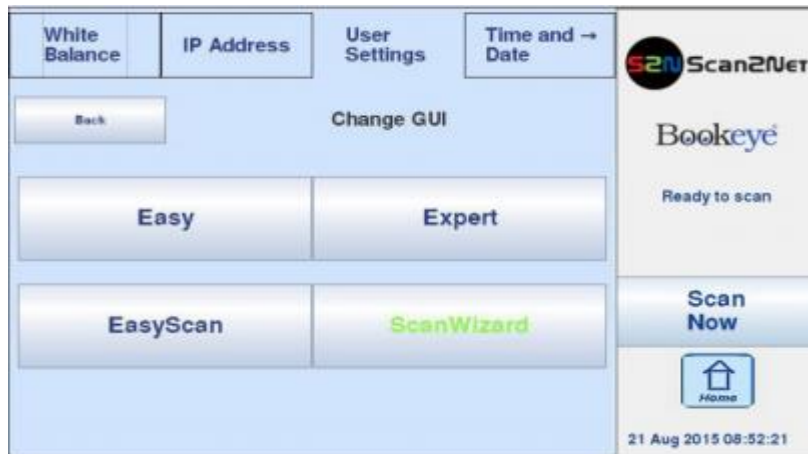 White
Balance
IP Address
User
Settings
Time and →
Date
Back
Change GUI
Easy
Expert
EasyScan
ScanWizard
S2N Scan2Net
Bookeye
Ready to scan
Scan
Now
Home
21 Aug 2015 08:52:21